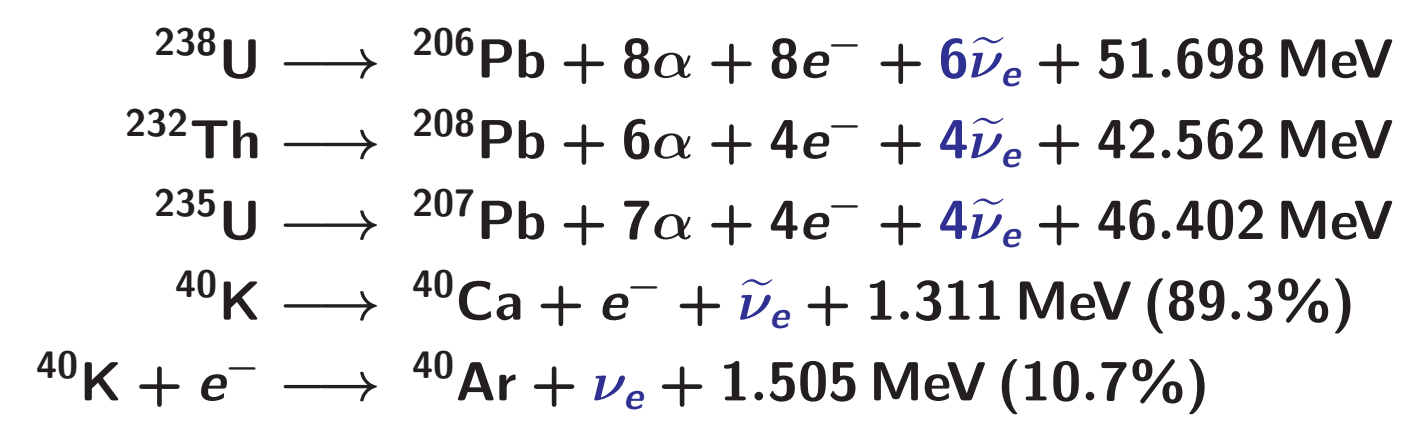 ²³⁸U ⟶ ²⁰⁶Pb + 8α + 8e⁻ + 6ν̃ₑ + 51.698 MeV
²³²Th ⟶ ²⁰⁸Pb + 6α + 4e⁻ + 4ν̃ₑ + 42.562 MeV
²³⁵U ⟶ ²⁰⁷Pb + 7α + 4e⁻ + 4ν̃ₑ + 46.402 MeV
⁴⁰K ⟶ ⁴⁰Ca + e⁻ + ν̃ₑ + 1.311 MeV (89.3%)
⁴⁰K + e⁻ ⟶ ⁴⁰Ar + νₑ + 1.505 MeV (10.7%)